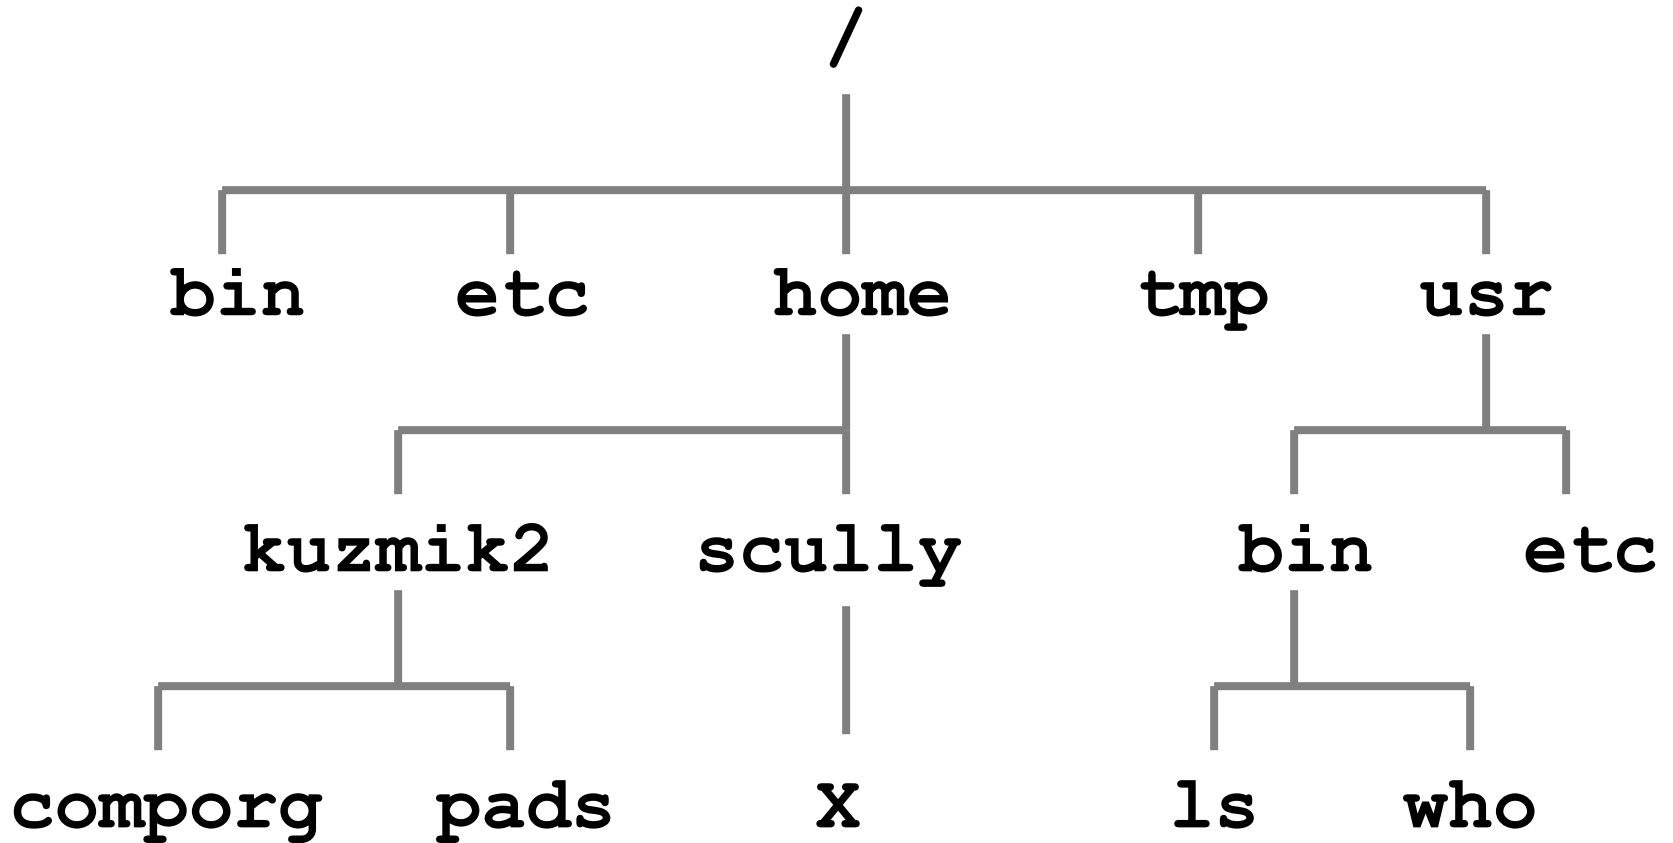 /
bin etc home tmp usr
kuzmik2 scully bin etc
comporg pads X ls who